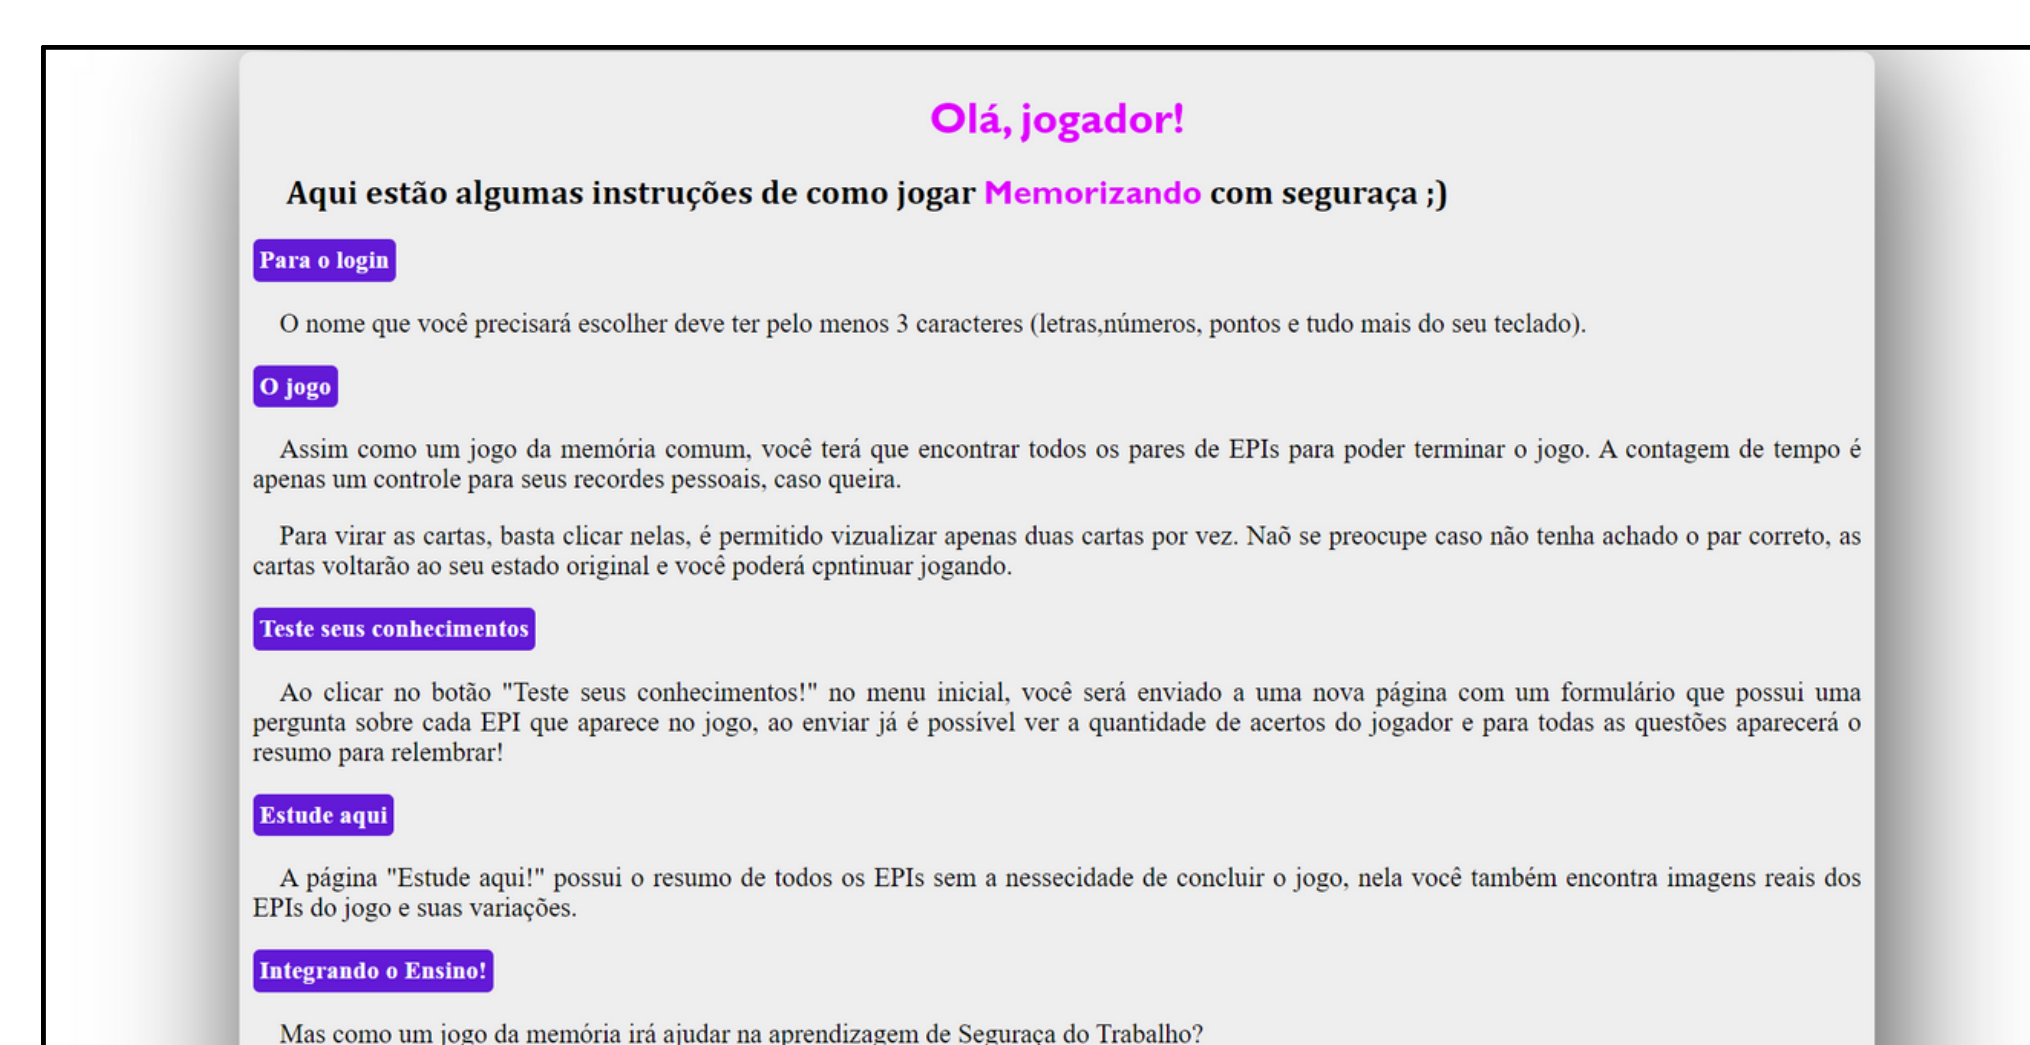 Olá, jogador!
Aqui estão algumas instruções de como jogar Memorizando com seguraça ;)
Para o login
O nome que você precisará escolher deve ter pelo menos 3 caracteres (letras,números, pontos e tudo mais do seu teclado).
O jogo
Assim como um jogo da memória comum, você terá que encontrar todos os pares de EPIs para poder terminar o jogo. A contagem de tempo é
apenas um controle para seus recordes pessoais, caso queira.
Para virar as cartas, basta clicar nelas, é permitido vizualizar apenas duas cartas por vez. Naõ se preocupe caso não tenha achado o par correto, as
cartas voltarão ao seu estado original e você poderá cpntinuar jogando.
Teste seus conhecimentos
Ao clicar no botão "Teste seus conhecimentos!" no menu inicial, você será enviado a uma nova página com um formulário que possui uma
pergunta sobre cada EPI que aparece no jogo, ao enviar já é possível ver a quantidade de acertos do jogador e para todas as questões aparecerá o
resumo para relembrar!
Estude aqui
A página "Estude aqui!" possui o resumo de todos os EPIs sem a nessecidade de concluir o jogo, nela você também encontra imagens reais dos
EPIs do jogo e suas variações.
Integrando o Ensino!
Mas como um jogo da memória irá ajudar na aprendizagem de Seguraça do Trabalho?